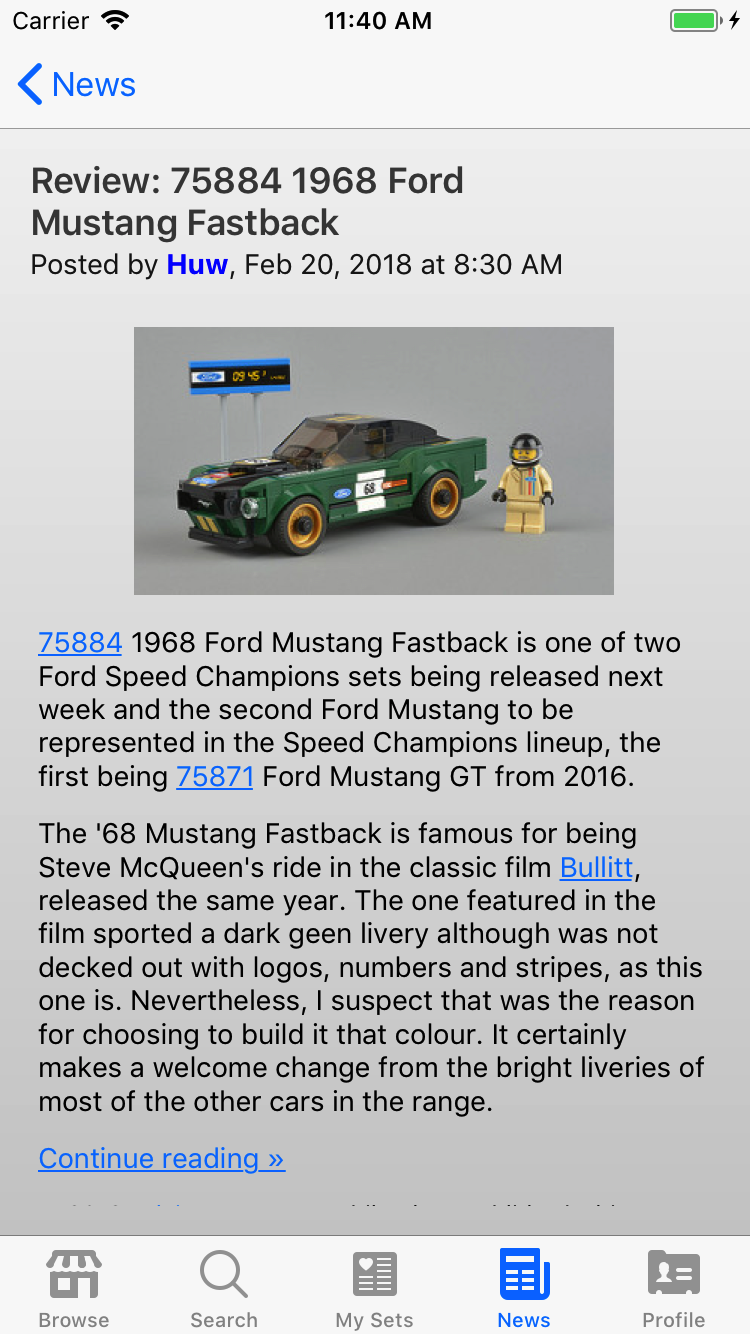 Carrier
11:40 AM
News
Review: 75884 1968 Ford
Mustang Fastback
Posted by Huw, Feb 20, 2018 at 8:30 AM
Ford
09 45
68
75884 1968 Ford Mustang Fastback is one of two
Ford Speed Champions sets being released next
week and the second Ford Mustang to be
represented in the Speed Champions lineup, the
first being 75871 Ford Mustang GT from 2016.
The '68 Mustang Fastback is famous for being
Steve McQueen's ride in the classic film Bullitt,
released the same year. The one featured in the
film sported a dark geen livery although was not
decked out with logos, numbers and stripes, as this
one is. Nevertheless, I suspect that was the reason
for choosing to build it that colour. It certainly
makes a welcome change from the bright liveries of
most of the other cars in the range.
Continue reading »
Browse
Search
My Sets
News
Profile